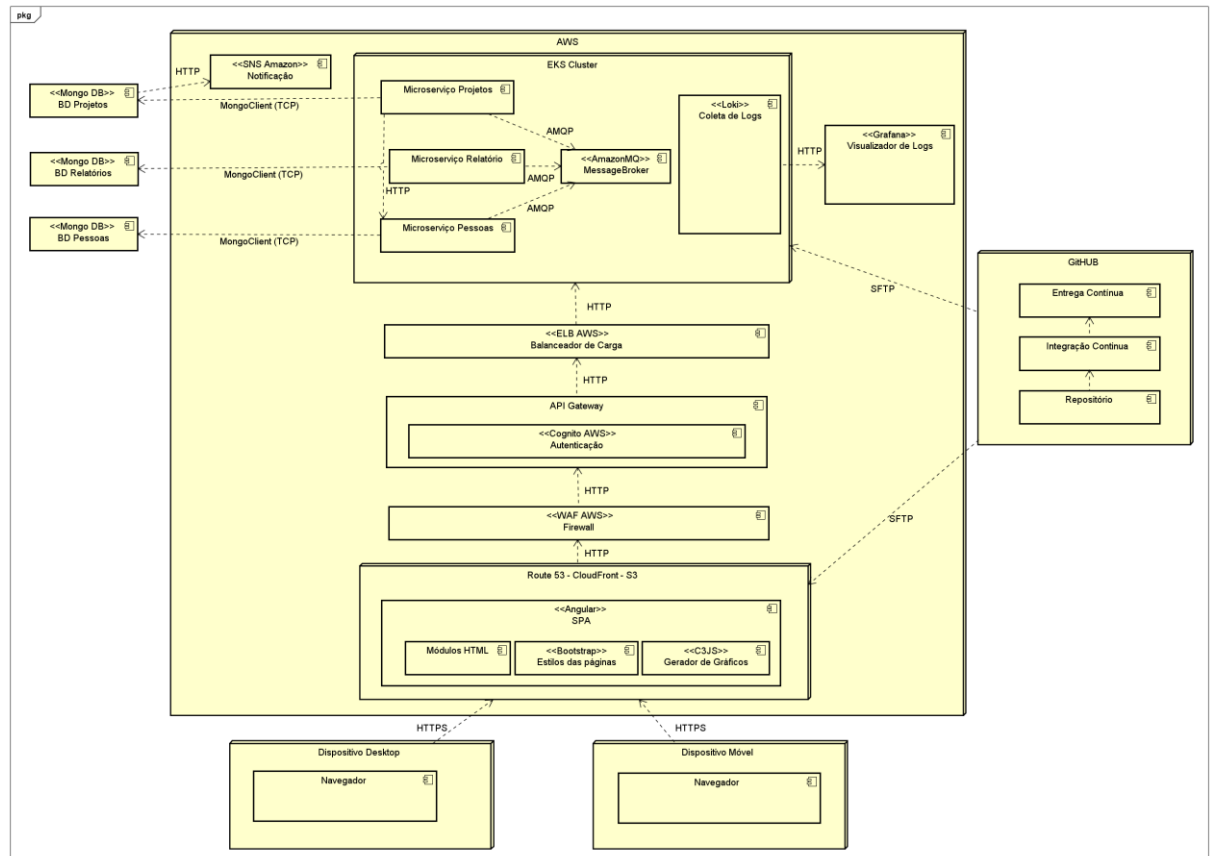 pkg
AWS
<<SNS Amazon>>
Notificação
HTTP
<<Mongo DB>>
BD Projetos
MongoClient (TCP)
<<Mongo DB>>
BD Relatórios
MongoClient (TCP)
<<Mongo DB>>
BD Pessoas
MongoClient (TCP)
EKS Cluster
Microserviço Projetos
AMQP
Microserviço Relatório
AMQP
HTTP
AMQP
Microserviço Pessoas
<<AmazonMQ>>
MessageBroker
<<Loki>>
Coleta de Logs
HTTP
<<Grafana>>
Visualizador de Logs
HTTP
<<ELB AWS>>
Balanceador de Carga
HTTP
API Gateway
<<Cognito AWS>>
Autenticação
HTTP
<<WAF AWS>>
Firewall
HTTP
Route 53 - CloudFront - S3
<<Angular>>
SPA
Módulos HTML
<<Bootstrap>>
Estilos das páginas
<<C3JS>>
Gerador de Gráficos
GitHUB
Entrega Contínua
Integração Contínua
Repositório
SFTP
SFTP
HTTPS
HTTPS
Dispositivo Desktop
Navegador
Dispositivo Móvel
Navegador